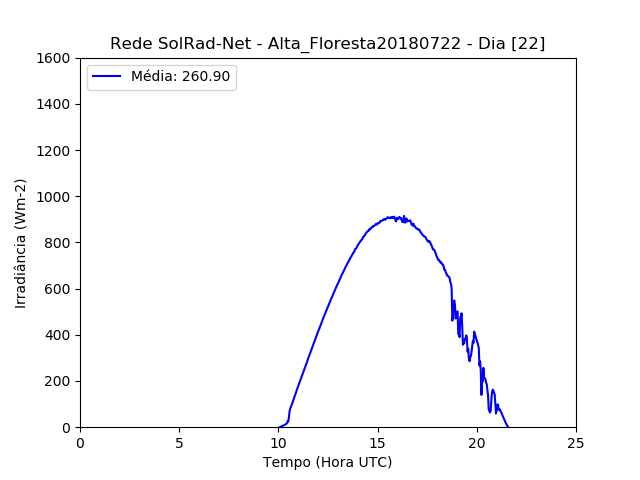 Rede SolRad-Net - Alta_Floresta20180722 - Dia [22]
Média: 260.90
1600
1400
1200
1000
800
600
400
200
0
Irradiância (Wm-2)
0 5 10 15 20 25
Tempo (Hora UTC)